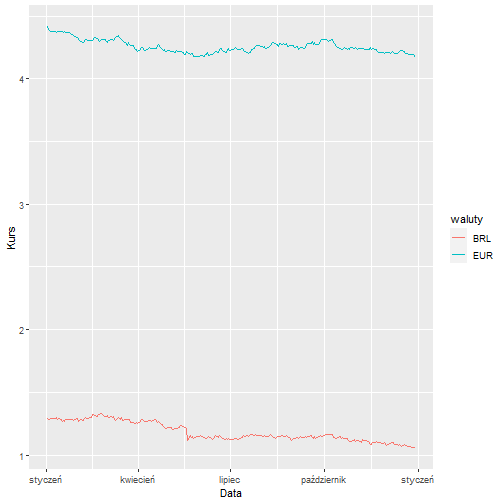 4
3
2
1
Kurs
styczeń
kwiecień
lipiec
październik
styczeń
Data
waluty
BRL
EUR